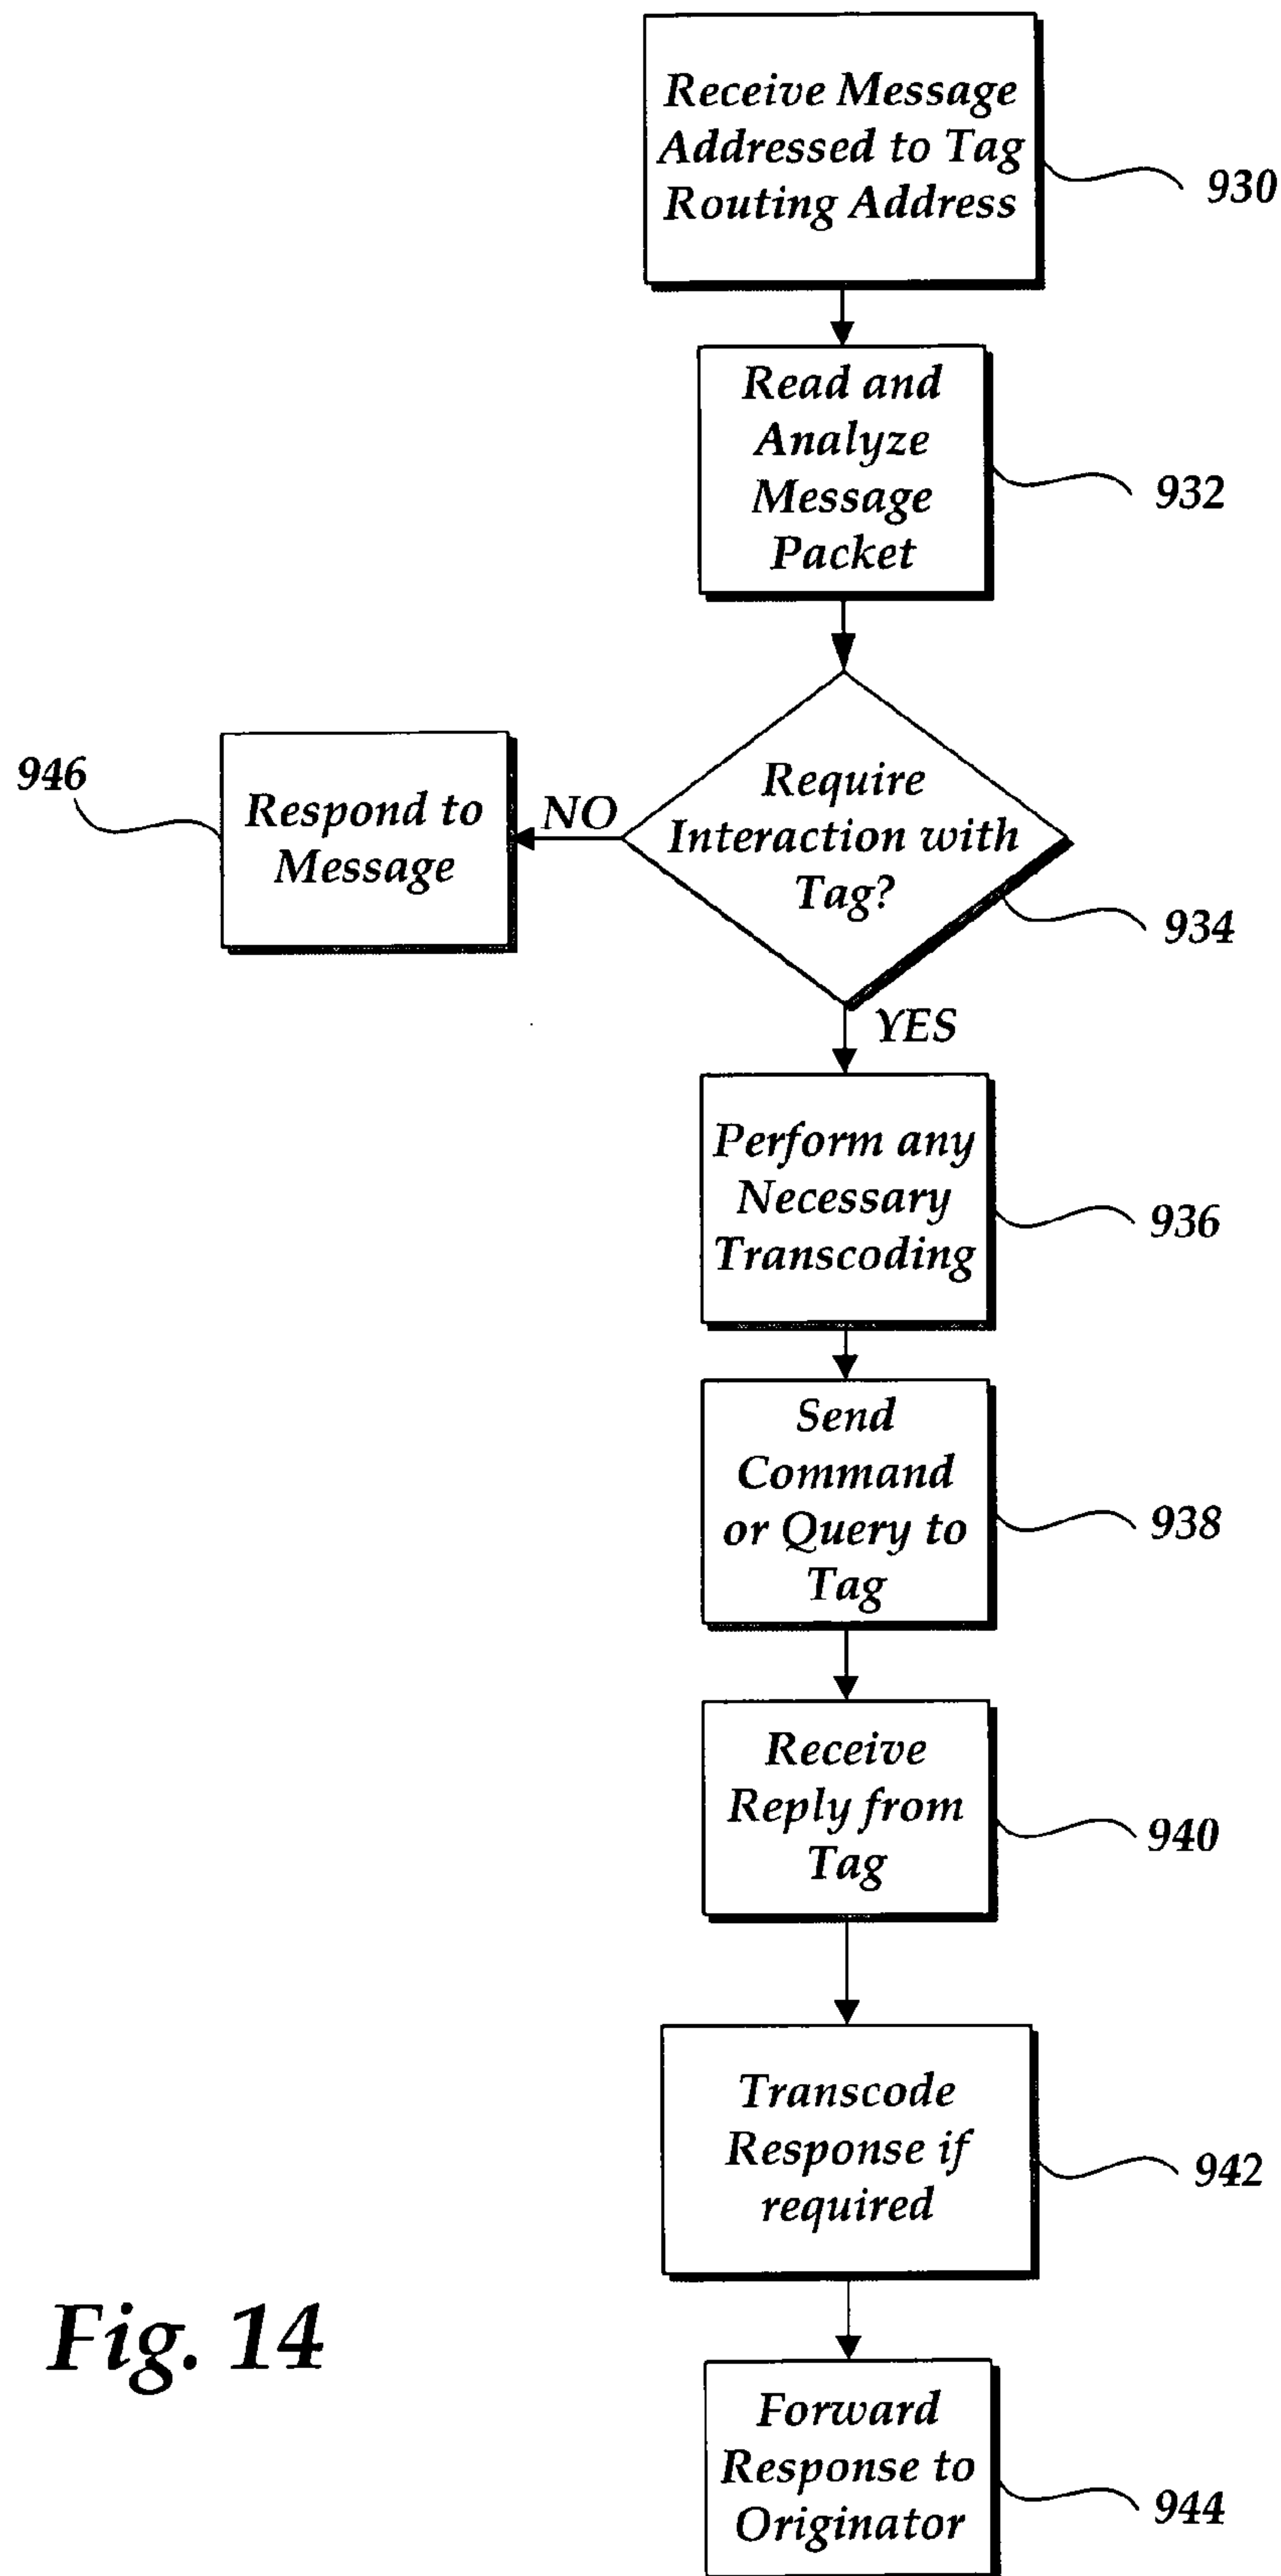 Receive Message
Addressed to Tag
Routing Address
930
Read and
Analyze
Message
Packet
932
Require
Interaction with
Tag?
934
NO
946
Respond to
Message
YES
Perform any
Necessary
Transcoding
936
Send
Command
or Query to
Tag
938
Receive
Reply from
Tag
940
Transcode
Response if
required
942
Forward
Response to
Originator
944
Fig. 14